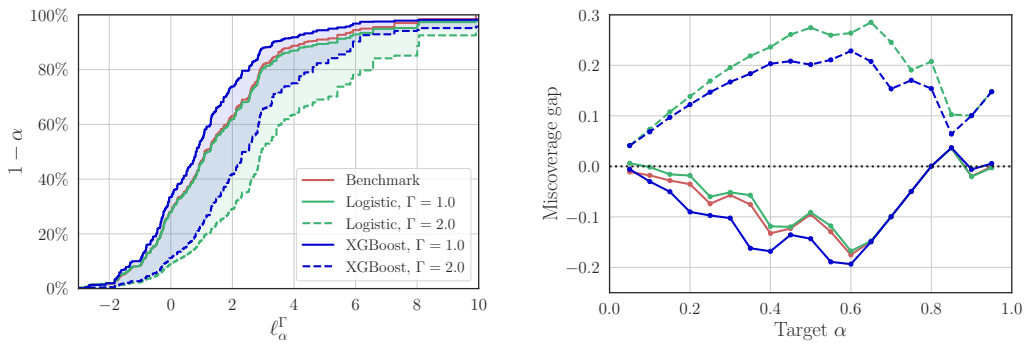 100%
80%
60%
40%
20%
0%
1 − α
−2
0
2
4
6
8
10
ℓ_α^Γ
Benchmark
Logistic, Γ = 1.0
Logistic, Γ = 2.0
XGBoost, Γ = 1.0
XGBoost, Γ = 2.0
0.3
0.2
0.1
0.0
−0.1
−0.2
Miscoverage gap
0.0
0.2
0.4
0.6
0.8
1.0
Target α